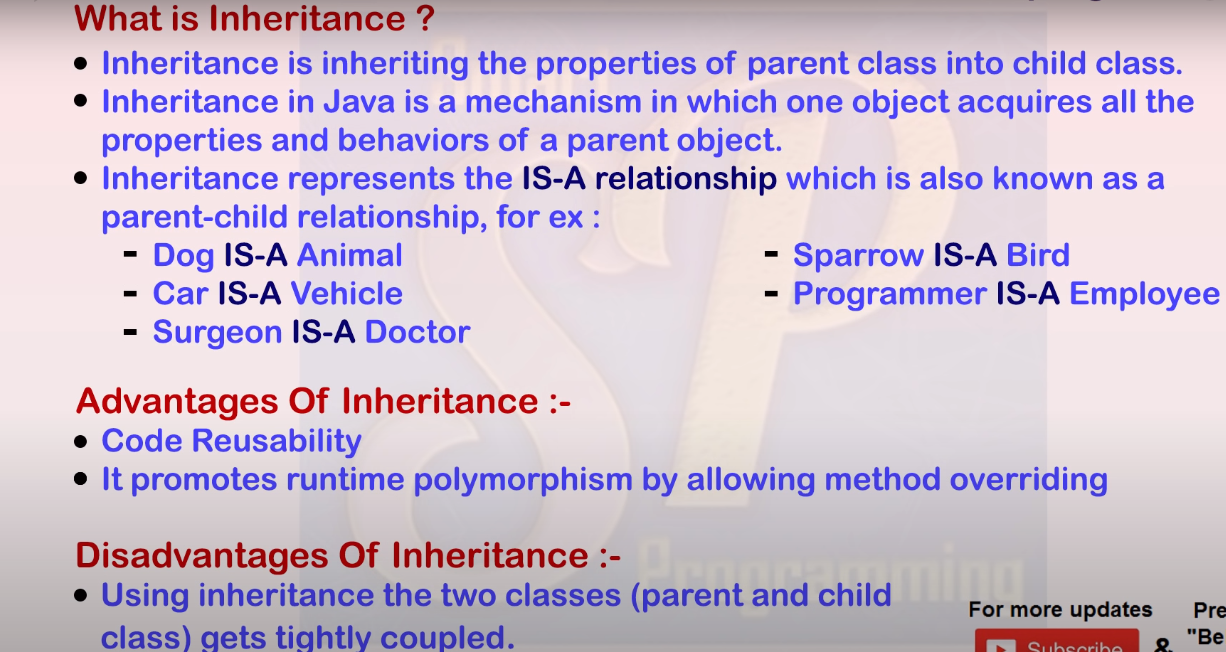 What is Inheritance ?
• Inheritance is inheriting the properties of parent class into child class.
• Inheritance in Java is a mechanism in which one object acquires all the
properties and behaviors of a parent object.
• Inheritance represents the IS-A relationship which is also known as a
parent-child relationship, for ex :
- Dog IS-A Animal
- Sparrow IS-A Bird
- Car IS-A Vehicle
- Programmer IS-A Employee
- Surgeon IS-A Doctor
Advantages Of Inheritance :-
• Code Reusability
• It promotes runtime polymorphism by allowing method overriding
Disadvantages Of Inheritance :-
• Using inheritance the two classes (parent and child
class) gets tightly coupled.
SP
Programming
For more updates
Subscribe
&
Pre
"Be